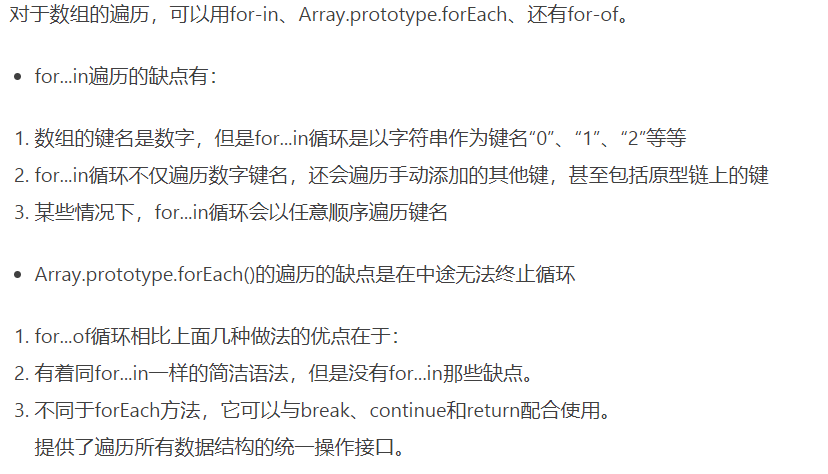 对于数组的遍历，可以用for-in、Array.prototype.forEach、还有for-of。
• for...in遍历的缺点有：
1. 数组的键名是数字，但是for...in循环是以字符串作为键名“0”、“1”、“2”等等
2. for...in循环不仅遍历数字键名，还会遍历手动添加的其他键，甚至包括原型链上的键
3. 某些情况下，for...in循环会以任意顺序遍历键名
• Array.prototype.forEach()的遍历的缺点是在中途无法终止循环
1. for...of循环相比上面几种做法的优点在于：
2. 有着同for...in一样的简洁语法，但是没有for...in那些缺点。
3. 不同于forEach方法，它可以与break、continue和return配合使用。
提供了遍历所有数据结构的统一操作接口。